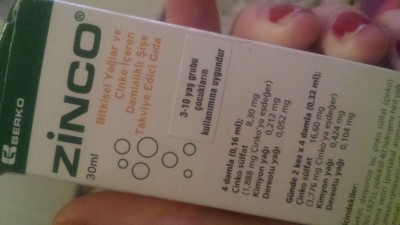 BERKO
ZİNCO®
Bitkisel Yağlar ve
Çinko İçeren
Damlalıklı Şişe
Takviye Edici Gıda
30ml
3-10 yaş grubu
çocukların
kullanımına uygundur
4 damla (0,16 ml);
Çinko sülfat 8,30 mg
(1,888 mg Çinko'ya eşdeğer)
Kimyon yağı 0,212 mg
Dereotu yağı 0,052 mg
Günde 2 kez x 4 damla (0,32 ml);
Çinko sülfat 16,60 mg
(3,776 mg Çinko'ya eşdeğer)
Kimyon yağı 0,424 mg
Dereotu yağı 0,104 mg